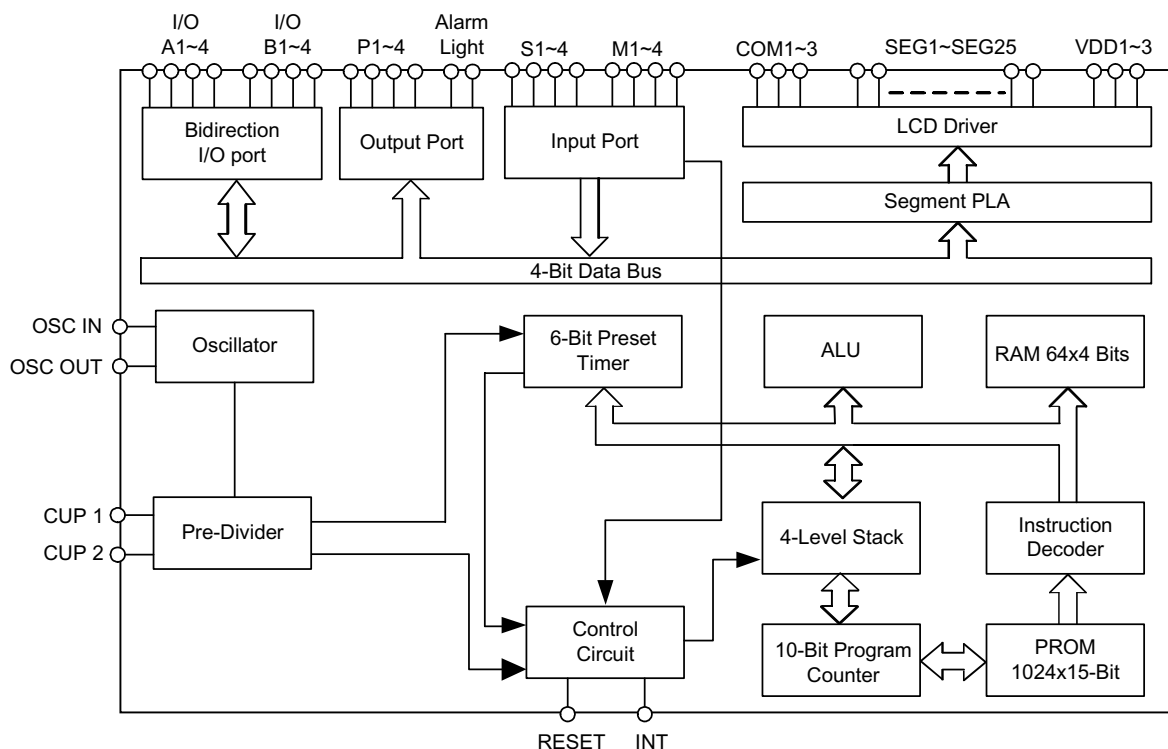 I/O
A1~4
I/O
B1~4
P1~4
Alarm
Light
S1~4
M1~4
COM1~3
SEG1~SEG25
VDD1~3
Bidirection
I/O port
Output Port
Input Port
LCD Driver
Segment PLA
4-Bit Data Bus
OSC IN
OSC OUT
Oscillator
6-Bit Preset
Timer
ALU
RAM 64x4 Bits
CUP 1
CUP 2
Pre-Divider
4-Level Stack
Instruction
Decoder
Control
Circuit
10-Bit Program
Counter
PROM
1024x15-Bit
RESET
INT